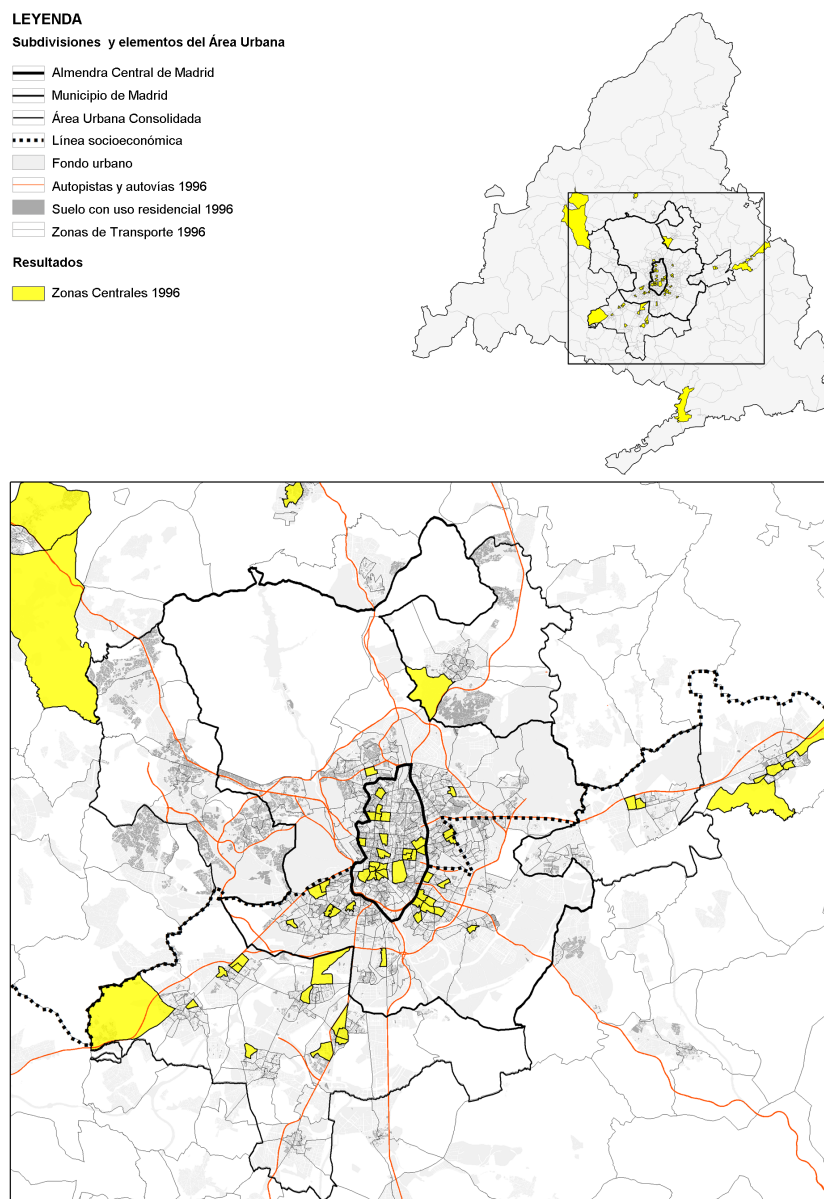 LEYENDA
Subdivisiones y elementos del Área Urbana
Almendra Central de Madrid
Municipio de Madrid
Área Urbana Consolidada
Línea socioeconómica
Fondo urbano
Autopistas y autovías 1996
Suelo con uso residencial 1996
Zonas de Transporte 1996
Resultados
Zonas Centrales 1996